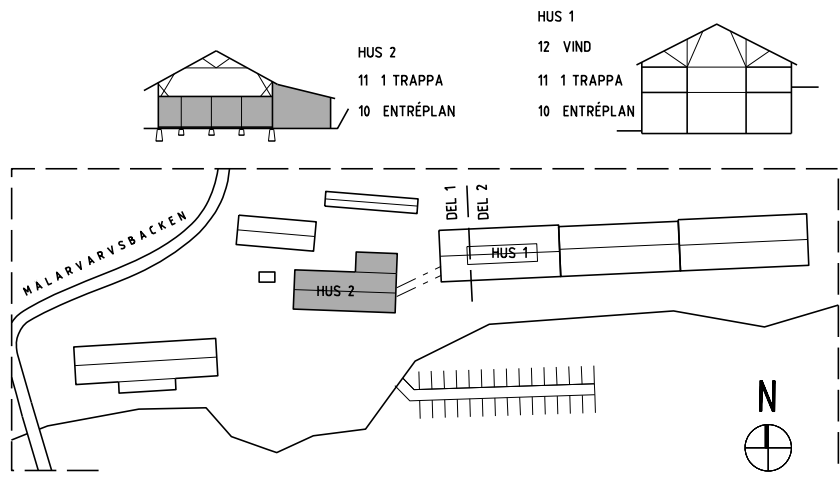 HUS 2
11 1 TRAPPA
10 ENTRÉPLAN
HUS 1
12 VIND
11 1 TRAPPA
10 ENTRÉPLAN
MALARVARVSBACKEN
DEL 1
DEL 2
HUS 1
HUS 2
N